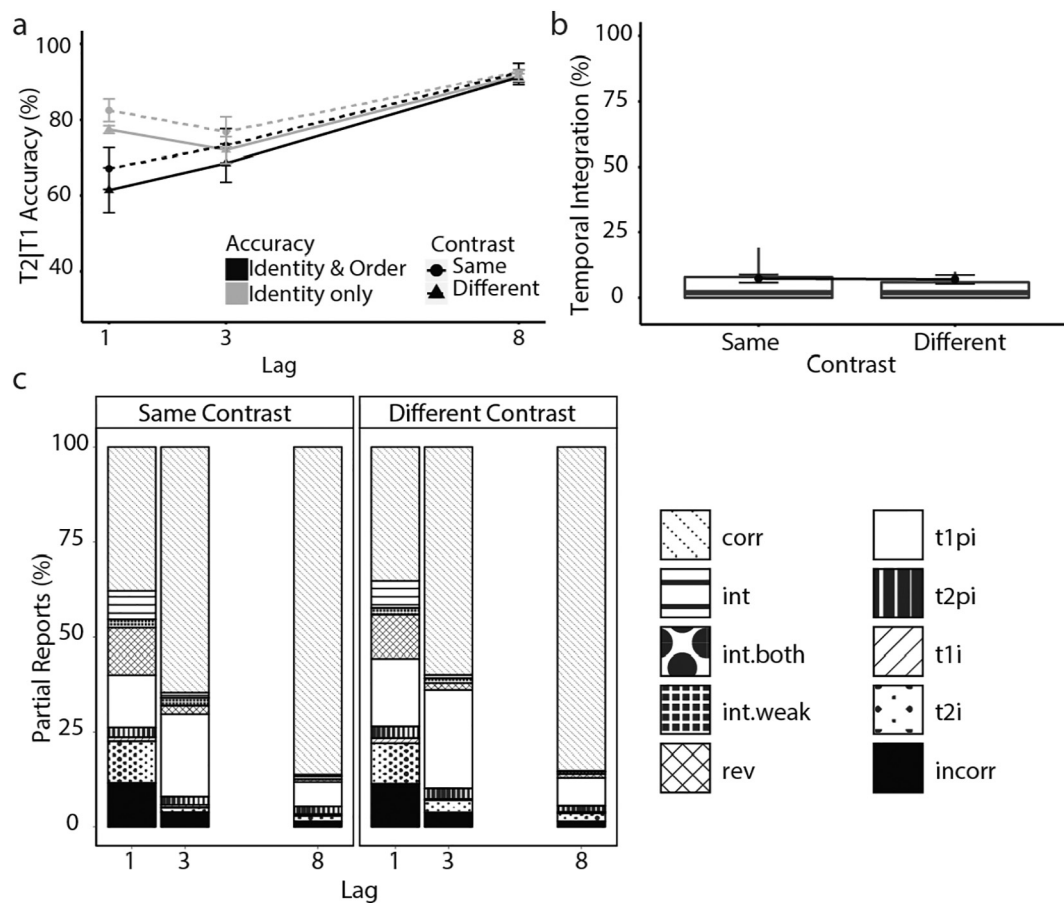 a
T2|T1 Accuracy (%)
100
80
60
40
1 3 8
Lag
Accuracy
Identity & Order
Identity only
Contrast
Same
Different
b
Temporal Integration (%)
100
75
50
25
0
Same Different
Contrast
c
Same Contrast Different Contrast
Partial Reports (%)
100
75
50
25
0
1 3 8 1 3 8
Lag
corr
int
int.both
int.weak
rev
t1pi
t2pi
t1i
t2i
incorr